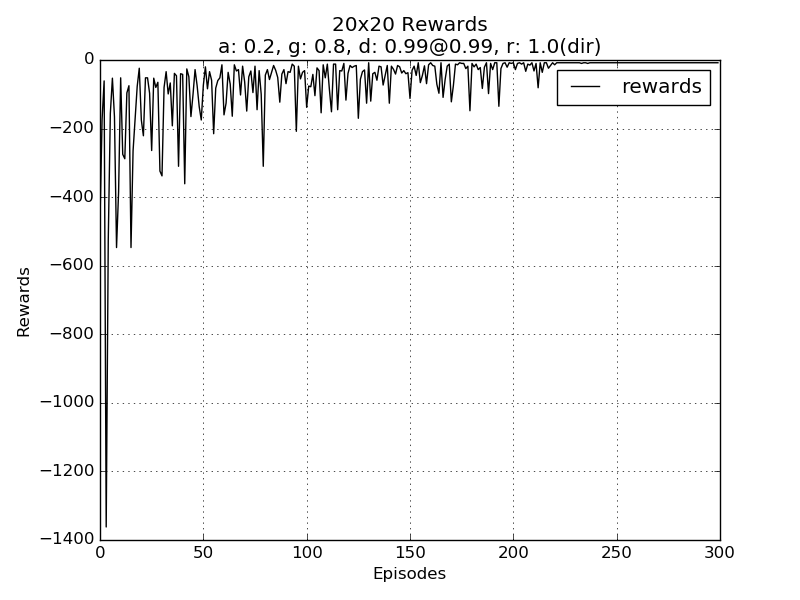 20x20 Rewards
a: 0.2, g: 0.8, d: 0.99@0.99, r: 1.0(dir)
rewards
0
−200
−400
−600
−800
−1000
−1200
−1400
Rewards
0 50 100 150 200 250 300
Episodes